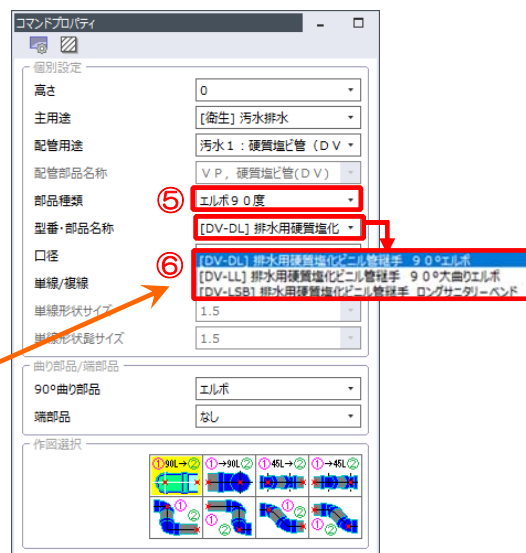 コマンドプロパティ
個別設定
高さ 0
主用途 [衛生] 汚水排水
配管用途 汚水1:硬質塩ビ管(DV
配管部品名称 VP,硬質塩ビ管(DV)
⑤
部品種類 エルボ90度
型番・部品名称 [DV-DL] 排水用硬質塩化
口径
⑥
[DV-DL] 排水用硬質塩化ビニル管継手 90°エルボ
[DV-LL] 排水用硬質塩化ビニル管継手 90°大曲りエルボ
[DV-LSB] 排水用硬質塩化ビニル管継手 ロングサニタリーベンド
単線/複線
単線形状サイズ 1.5
単線形状髭サイズ 1.5
曲り部品/端部品
90°曲り部品 エルボ
端部品 なし
作図選択
①90L→② ①→90L② ①45L→② ①→45L②
① ② ① ② ① ② ① ②